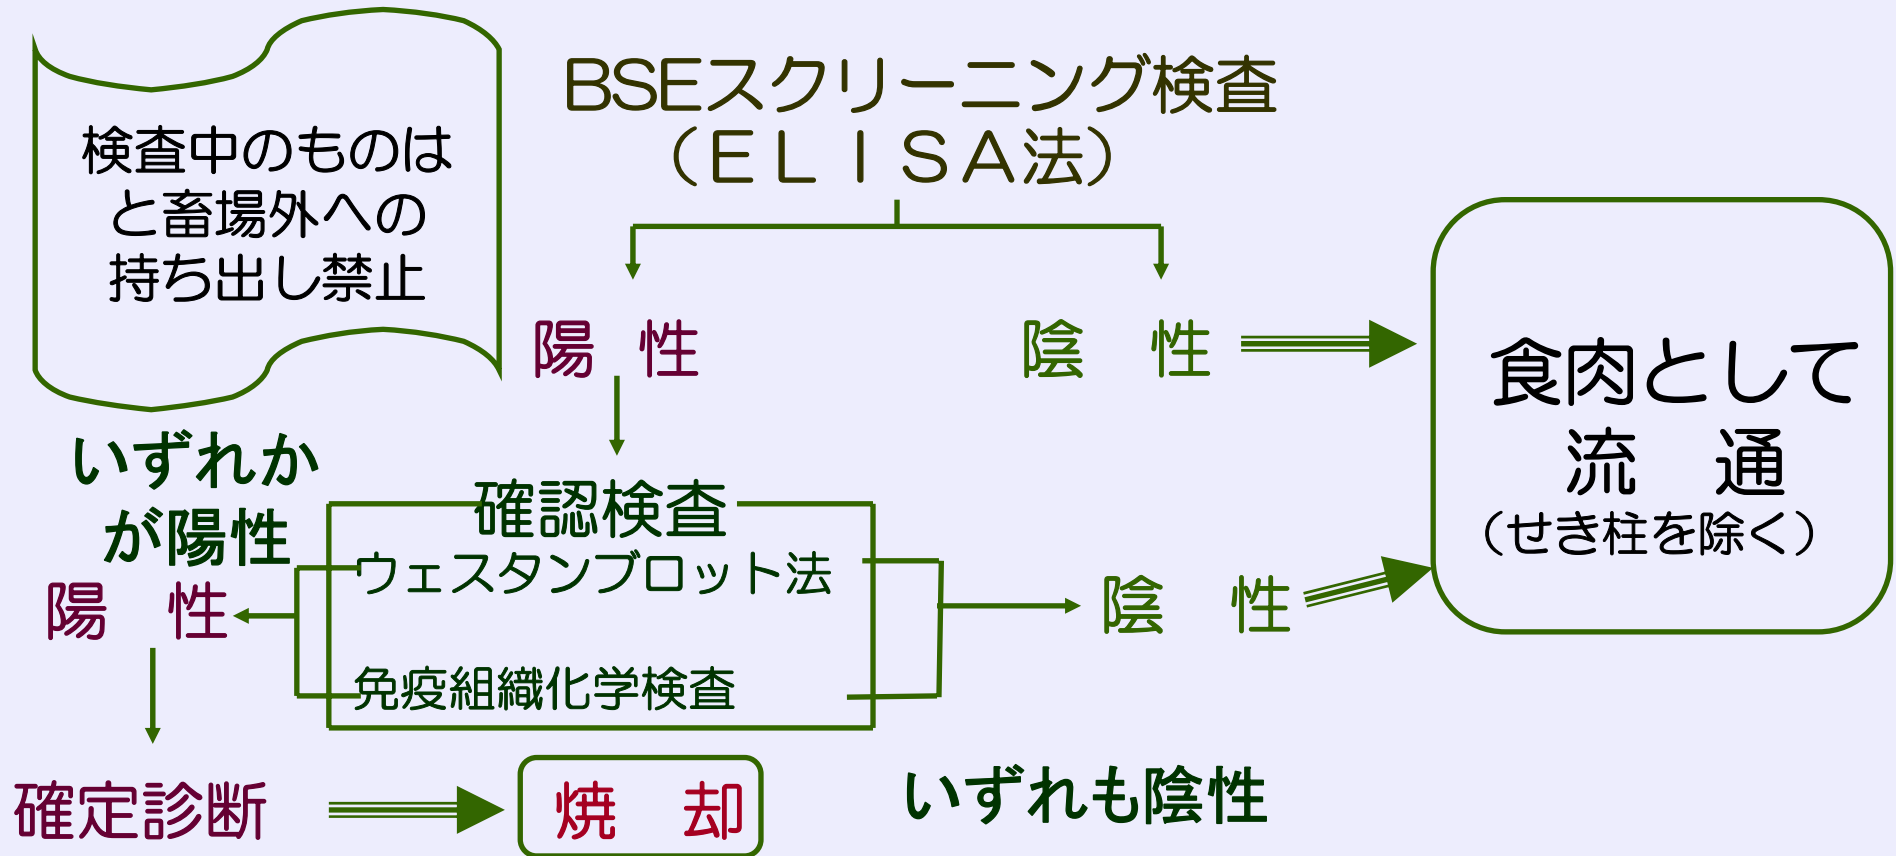 検査中のものは
と畜場外への
持ち出し禁止
BSEスクリーニング検査
（ＥＬＩＳＡ法）
陽　性
陰　性
食肉として
流　通
（せき柱を除く）
いずれか
が陽性
確認検査
ウェスタンブロット法
免疫組織化学検査
陽　性
陰　性
確定診断
焼　却
いずれも陰性